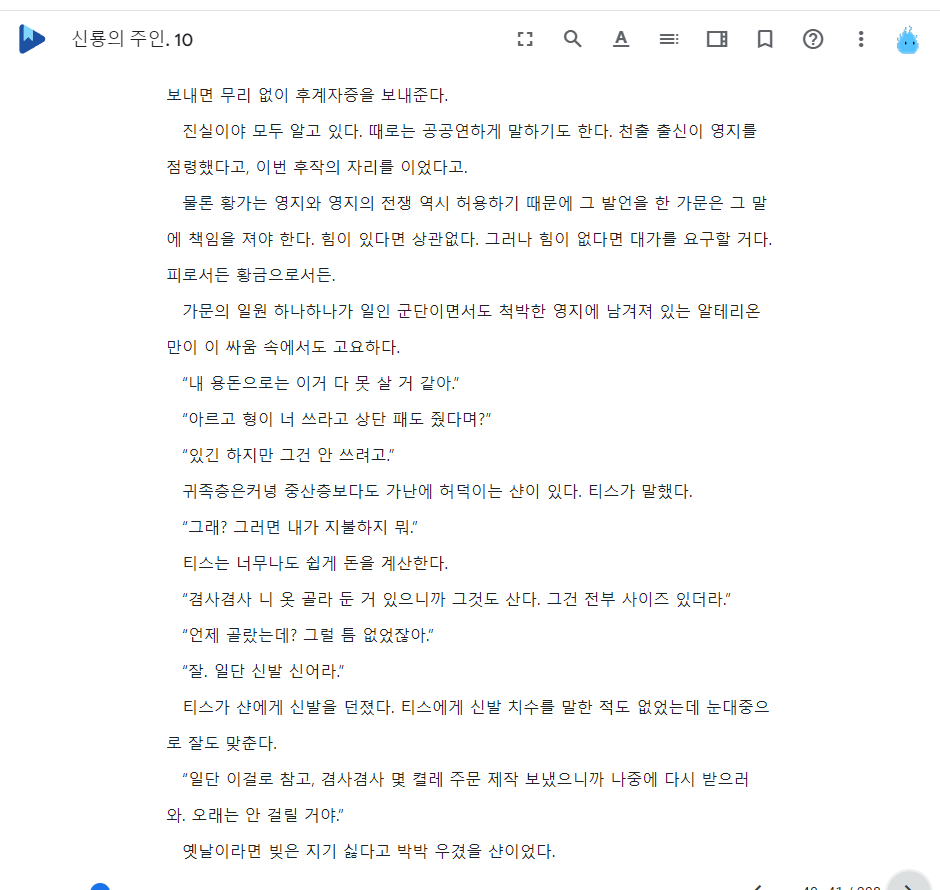 신룡의 주인. 10
보내면 무리 없이 후계자증을 보내준다.
진실이야 모두 알고 있다. 때로는 공공연하게 말하기도 한다. 천출 출신이 영지를
점령했다고, 이번 후작의 자리를 이었다고.
물론 황가는 영지와 영지의 전쟁 역시 허용하기 때문에 그 발언을 한 가문은 그 말
에 책임을 져야 한다. 힘이 있다면 상관없다. 그러나 힘이 없다면 대가를 요구할 거다.
피로서든 황금으로서든.
가문의 일원 하나하나가 일인 군단이면서도 척박한 영지에 남겨져 있는 알테리온
만이 이 싸움 속에서도 고요하다.
“내 용돈으로는 이거 다 못 살 거 같아.”
“아르고 형이 너 쓰라고 상단 패도 줬다며?”
“있긴 하지만 그건 안 쓰려고.”
귀족층은커녕 중산층보다도 가난에 허덕이는 샨이 있다. 티스가 말했다.
“그래? 그러면 내가 지불하지 뭐.”
티스는 너무나도 쉽게 돈을 계산한다.
“겸사겸사 니 옷 골라 둔 거 있으니까 그것도 산다. 그건 전부 사이즈 있더라.”
“언제 골랐는데? 그럴 틈 없었잖아.”
“잘. 일단 신발 신어라.”
티스가 샨에게 신발을 던졌다. 티스에게 신발 치수를 말한 적도 없었는데 눈대중으
로 잘도 맞춘다.
“일단 이걸로 참고, 겸사겸사 몇 켤레 주문 제작 보냈으니까 나중에 다시 받으러
와. 오래는 안 걸릴 거야.”
옛날이라면 빚은 지기 싫다고 박박 우겼을 샨이었다.